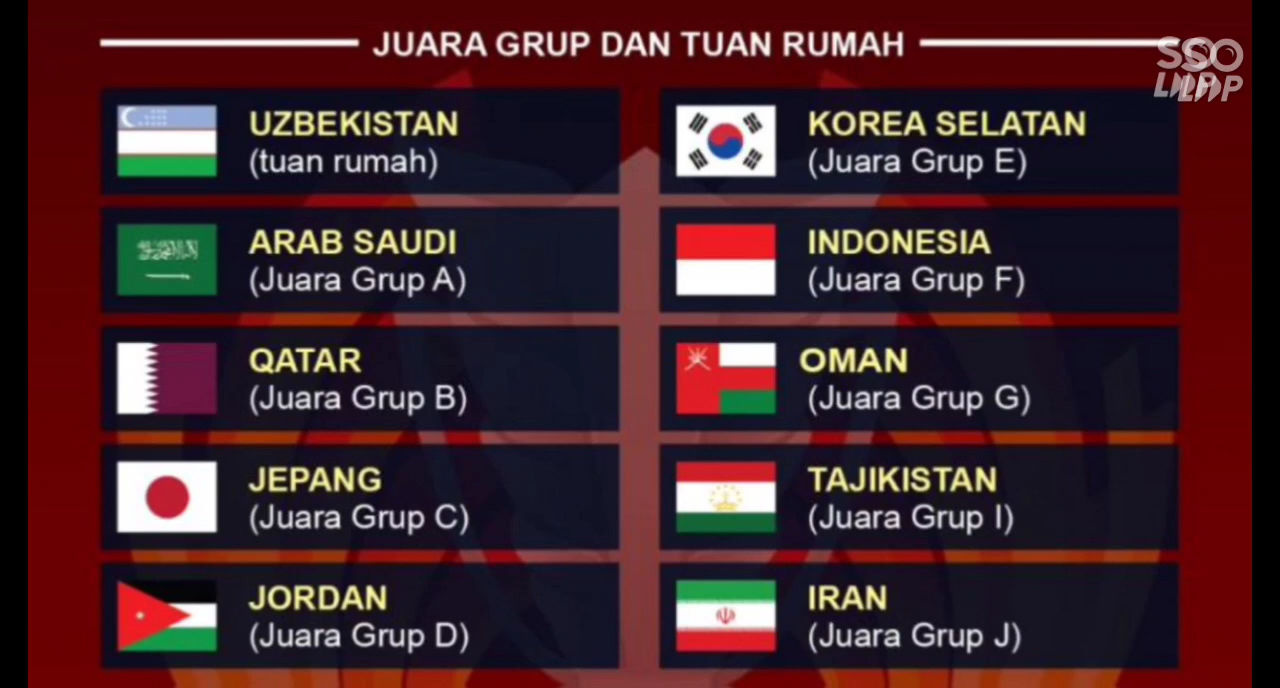 JUARA GRUP DAN TUAN RUMAH
UZBEKISTAN
(tuan rumah)
ARAB SAUDI
(Juara Grup A)
QATAR
(Juara Grup B)
JEPANG
(Juara Grup C)
JORDAN
(Juara Grup D)
KOREA SELATAN
(Juara Grup E)
INDONESIA
(Juara Grup F)
OMAN
(Juara Grup G)
TAJIKISTAN
(Juara Grup I)
IRAN
(Juara Grup J)